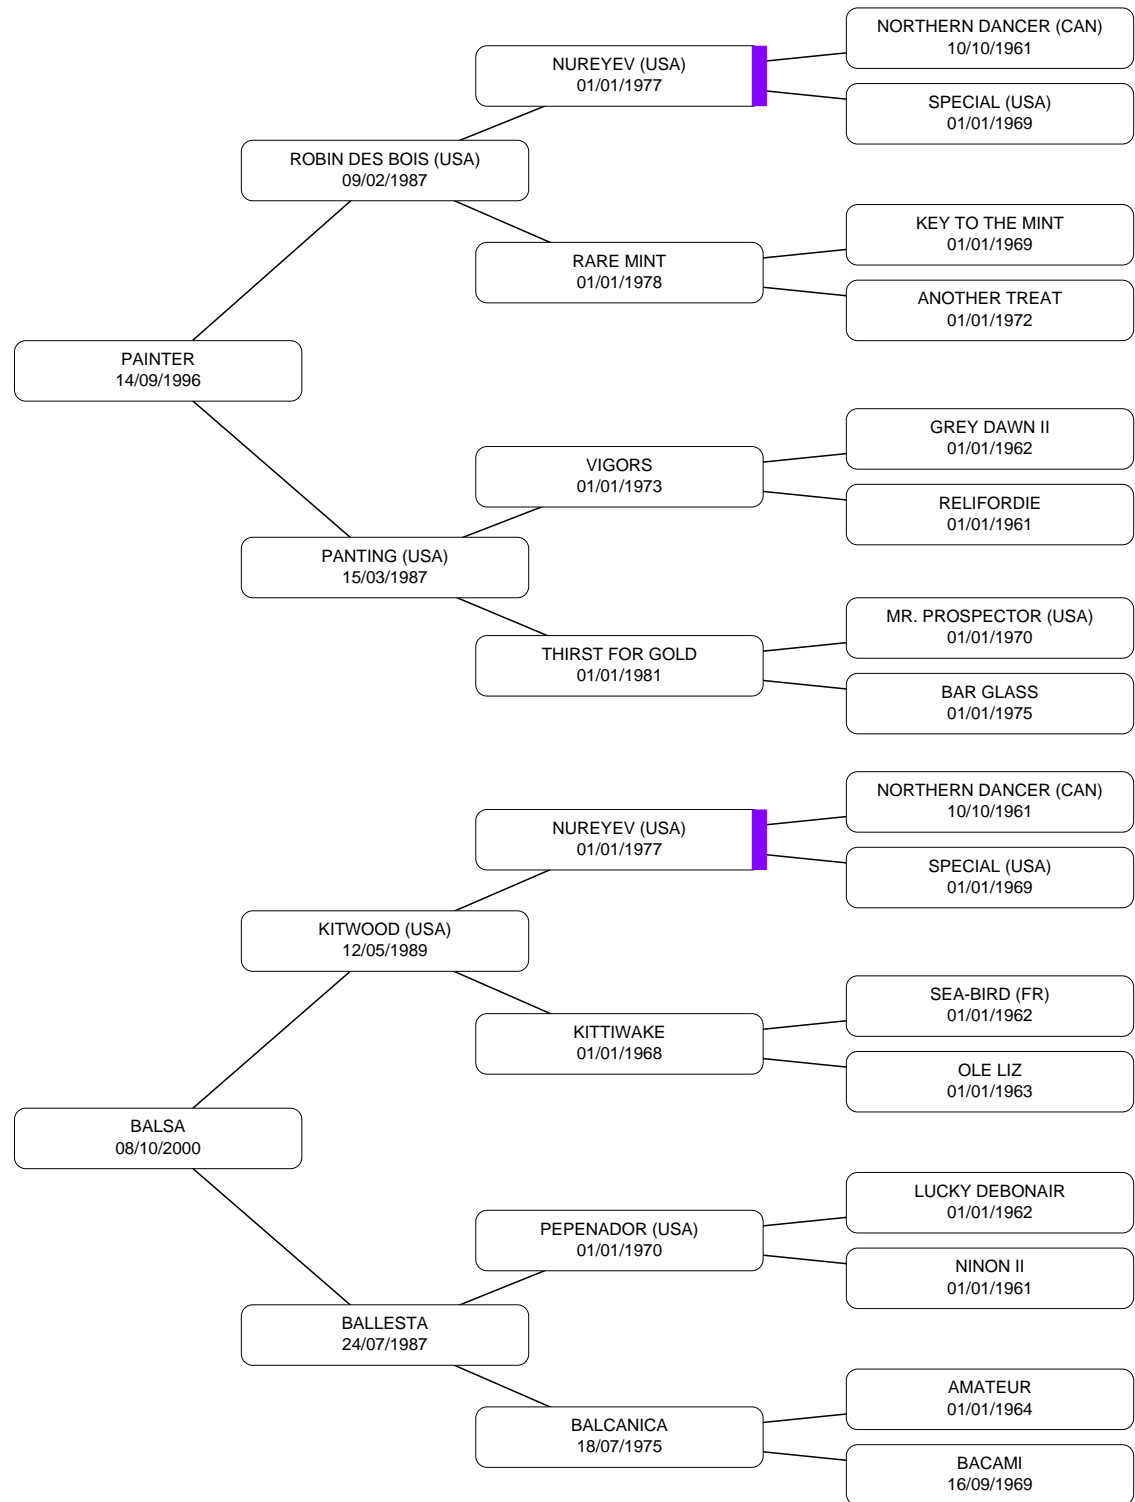 NORTHERN DANCER (CAN)
10/10/1961
NUREYEV (USA)
01/01/1977
SPECIAL (USA)
01/01/1969
ROBIN DES BOIS (USA)
09/02/1987
KEY TO THE MINT
01/01/1969
RARE MINT
01/01/1978
ANOTHER TREAT
01/01/1972
PAINTER
14/09/1996
GREY DAWN II
01/01/1962
VIGORS
01/01/1973
RELIFORDIE
01/01/1961
PANTING (USA)
15/03/1987
MR. PROSPECTOR (USA)
01/01/1970
THIRST FOR GOLD
01/01/1981
BAR GLASS
01/01/1975
NORTHERN DANCER (CAN)
10/10/1961
NUREYEV (USA)
01/01/1977
SPECIAL (USA)
01/01/1969
KITWOOD (USA)
12/05/1989
SEA-BIRD (FR)
01/01/1962
KITTIWAKE
01/01/1968
OLE LIZ
01/01/1963
BALSA
08/10/2000
LUCKY DEBONAIR
01/01/1962
PEPENADOR (USA)
01/01/1970
NINON II
01/01/1961
BALLESTA
24/07/1987
AMATEUR
01/01/1964
BALCANICA
18/07/1975
BACAMI
16/09/1969